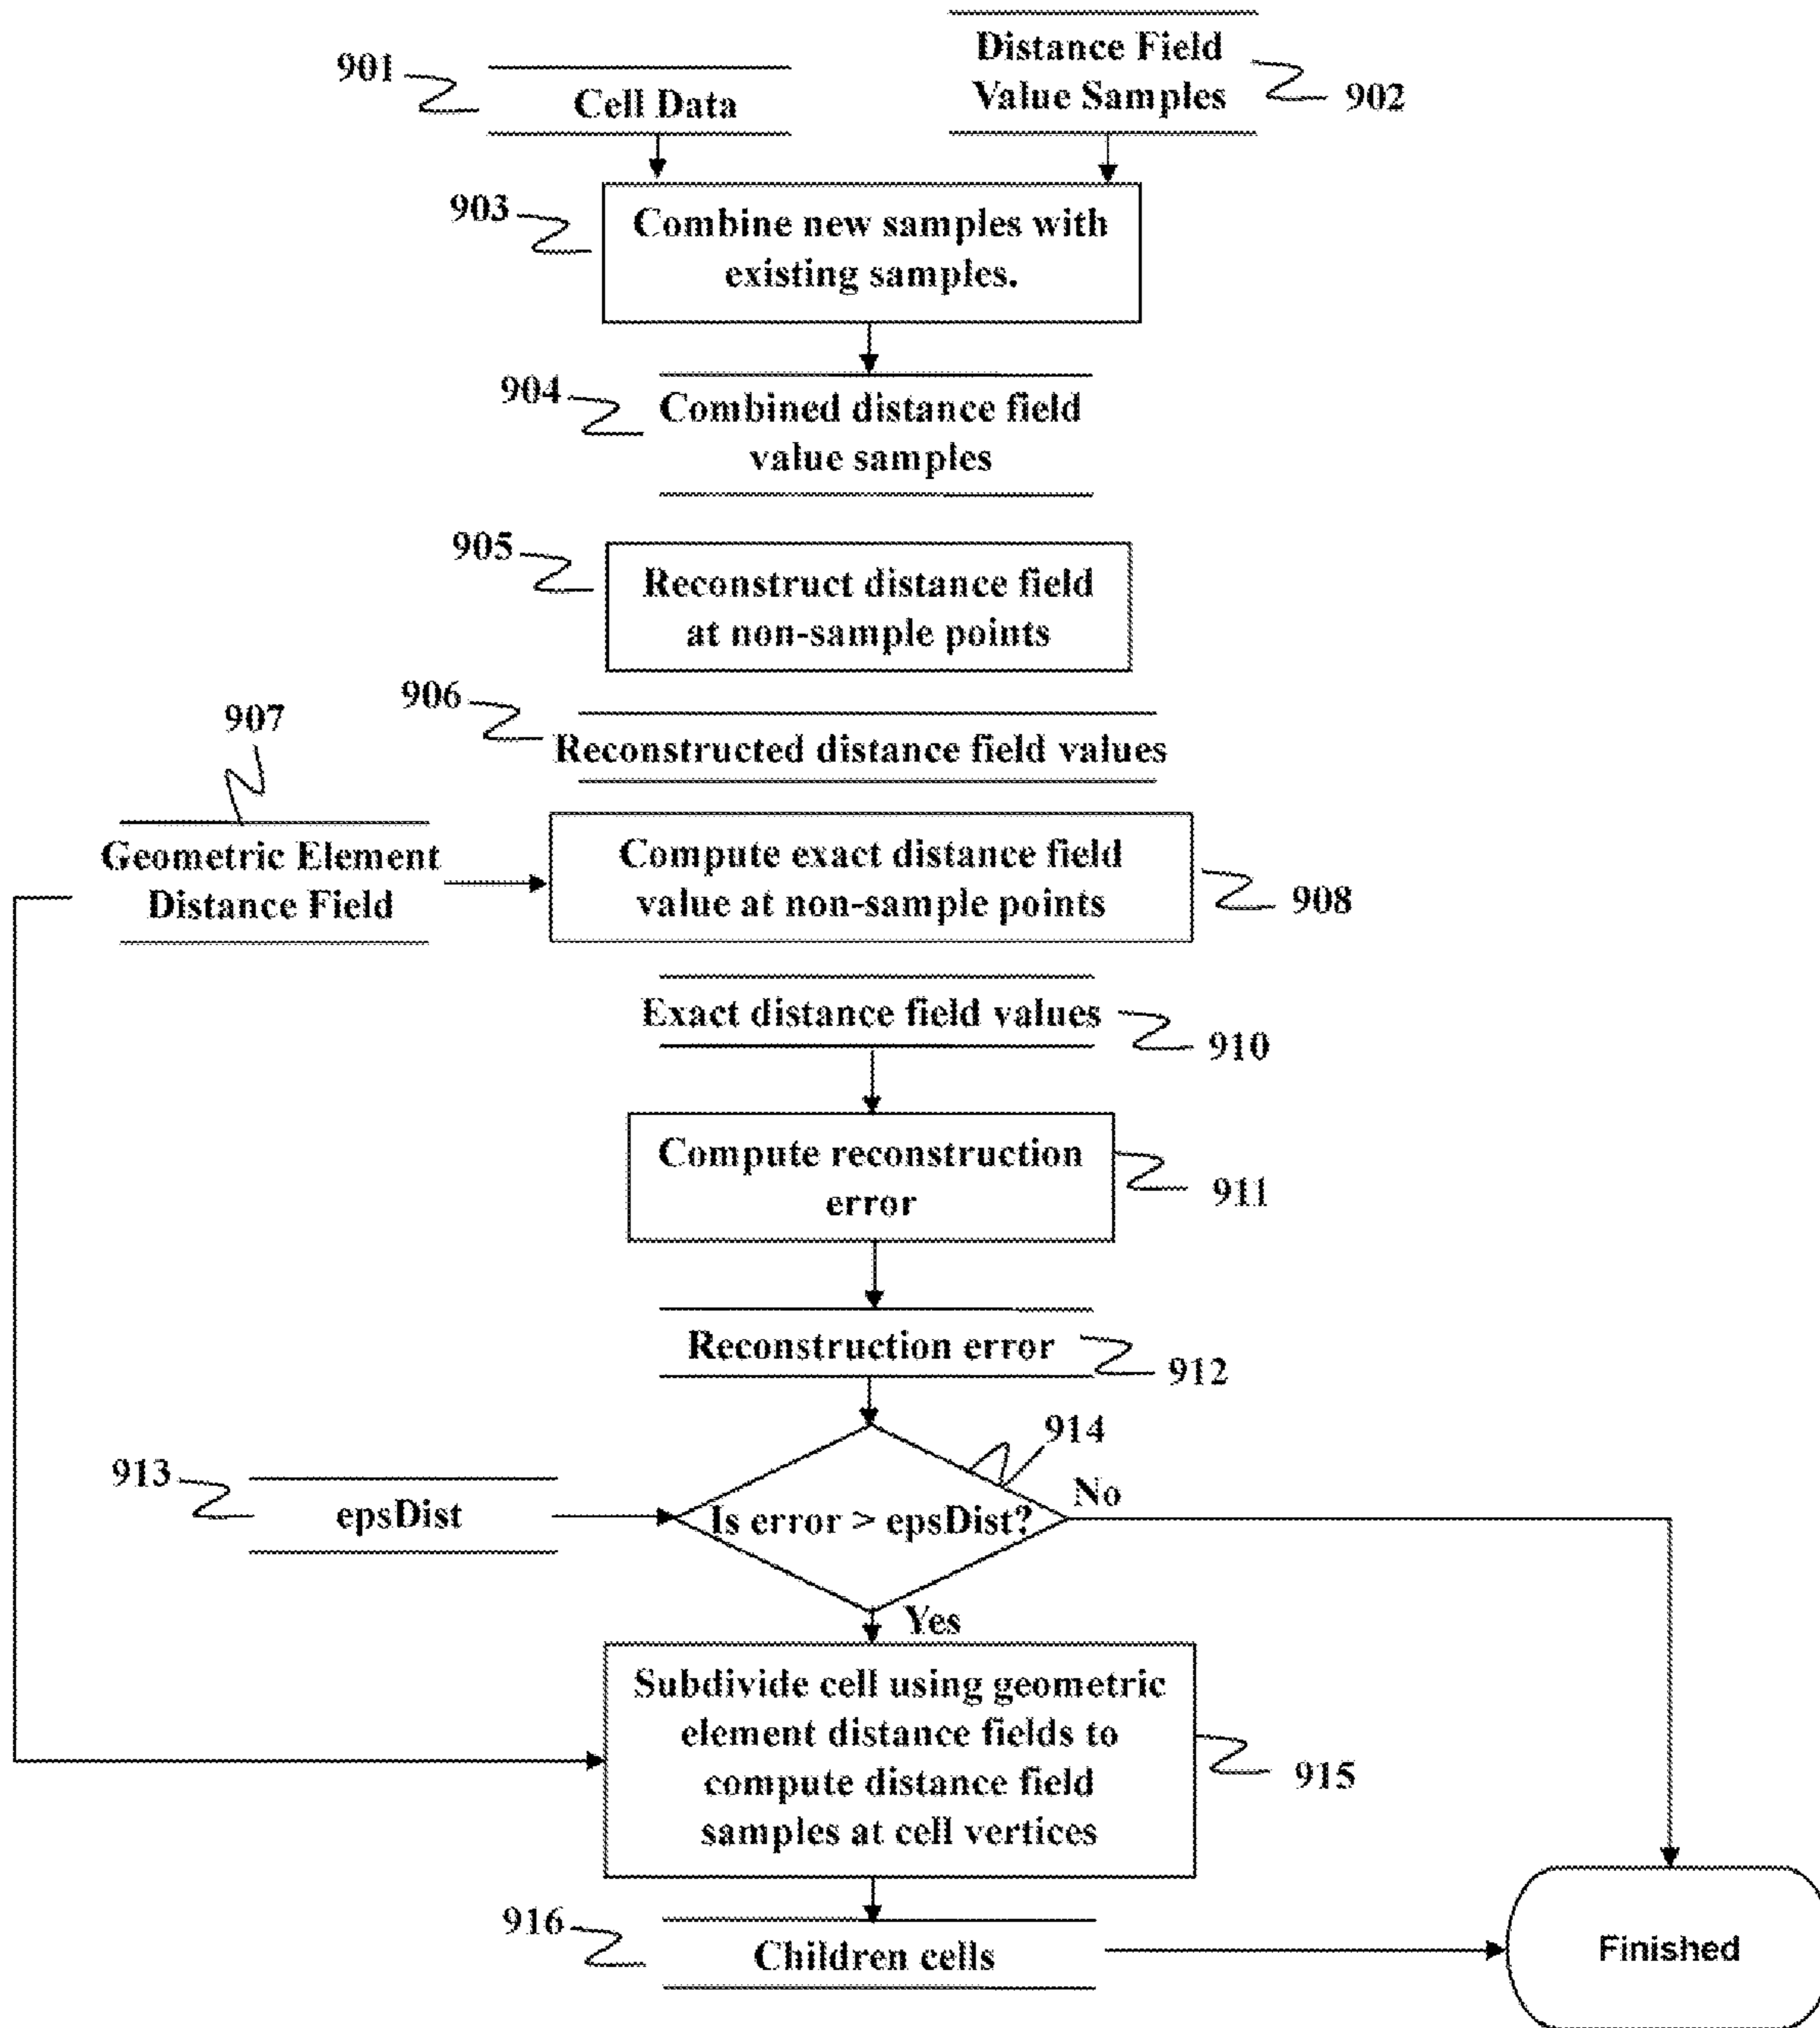 Distance Field
Value Samples
901
Cell Data
902
903
Combine new samples with
existing samples.
904
Combined distance field
value samples
905
Reconstruct distance field
at non-sample points
906
Reconstructed distance field values
907
Geometric Element
Distance Field
Compute exact distance field
value at non-sample points
908
Exact distance field values
910
Compute reconstruction
error
911
Reconstruction error
912
914
913
epsDist
Is error > epsDist?
No
Yes
Subdivide cell using geometric
element distance fields to
compute distance field
samples at cell vertices
915
916
Children cells
Finished